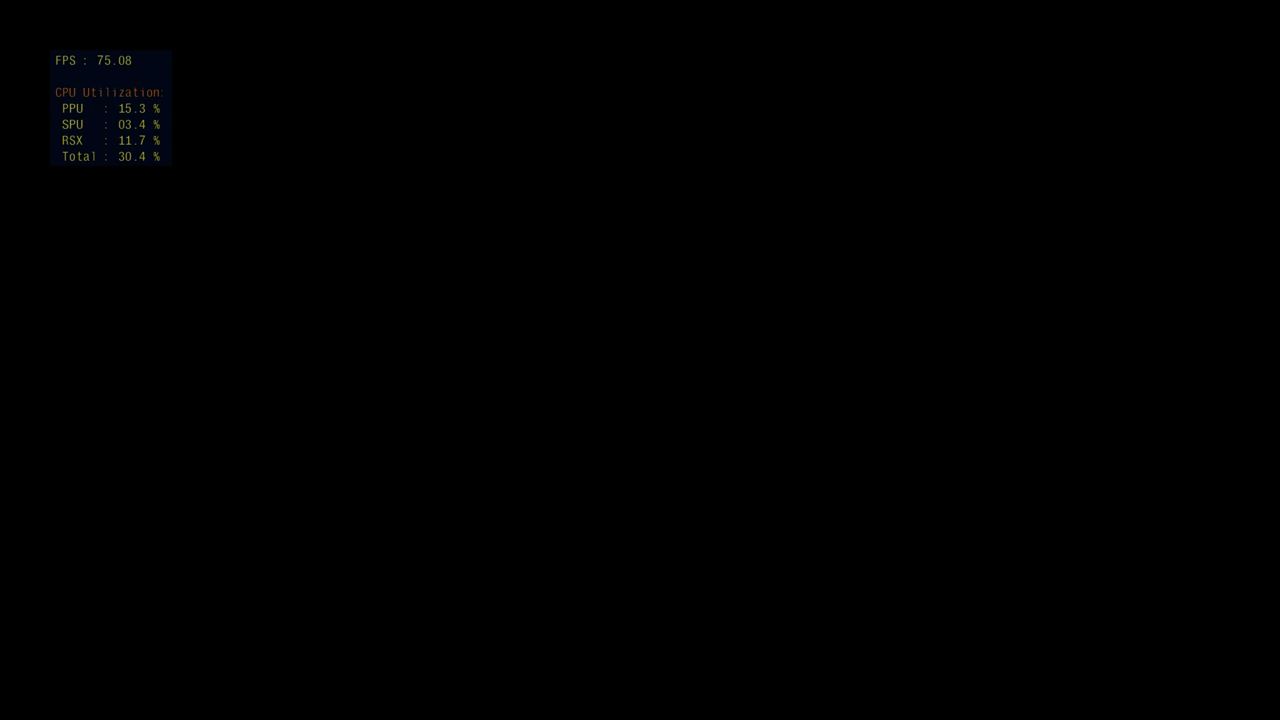 FPS : 75.08
CPU Utilization:
PPU : 15.3 %
SPU : 03.4 %
RSX : 11.7 %
Total : 30.4 %